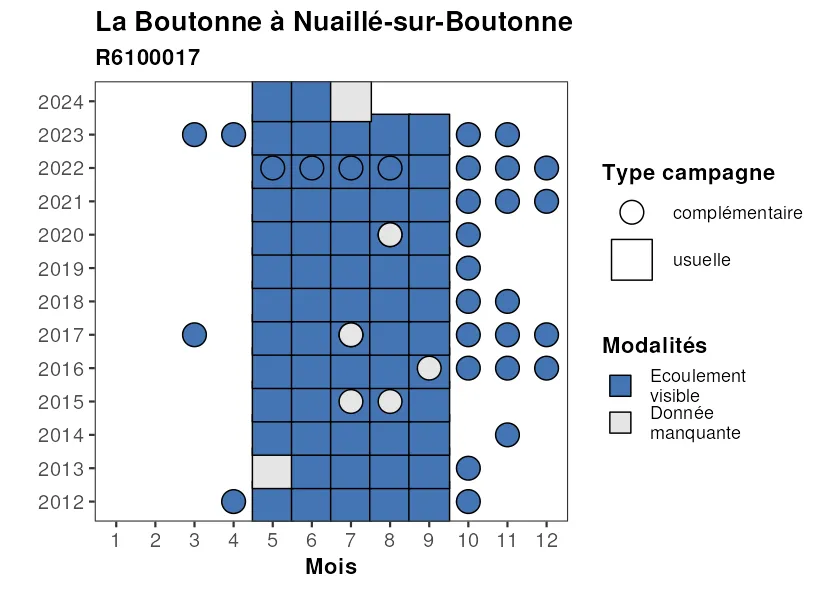 La Boutonne à Nuaillé-sur-Boutonne
R6100017
2024
2023
2022
2021
2020
2019
2018
2017
2016
2015
2014
2013
2012
1 2 3 4 5 6 7 8 9 10 11 12
Mois
Type campagne
complémentaire
usuelle
Modalités
Ecoulement
visible
Donnée
manquante